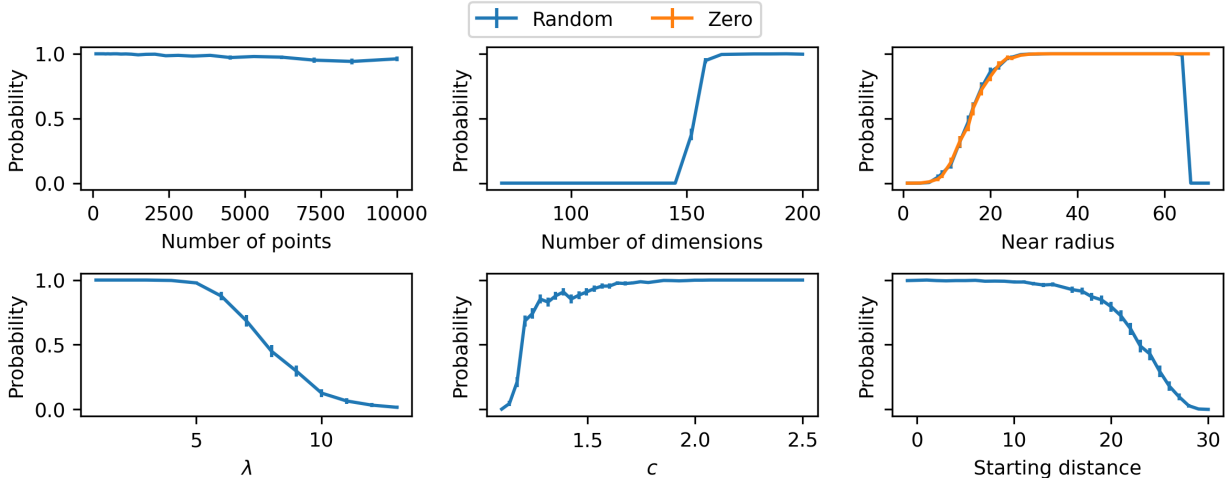 Random Zero
Probability
1.0
0.5
0.0
0 2500 5000 7500 10000
Number of points
Probability
100 150 200
Number of dimensions
Probability
0 20 40 60
Near radius
Probability
1.0
0.5
0.0
5 10
λ
Probability
1.5 2.0 2.5
c
Probability
0 10 20 30
Starting distance